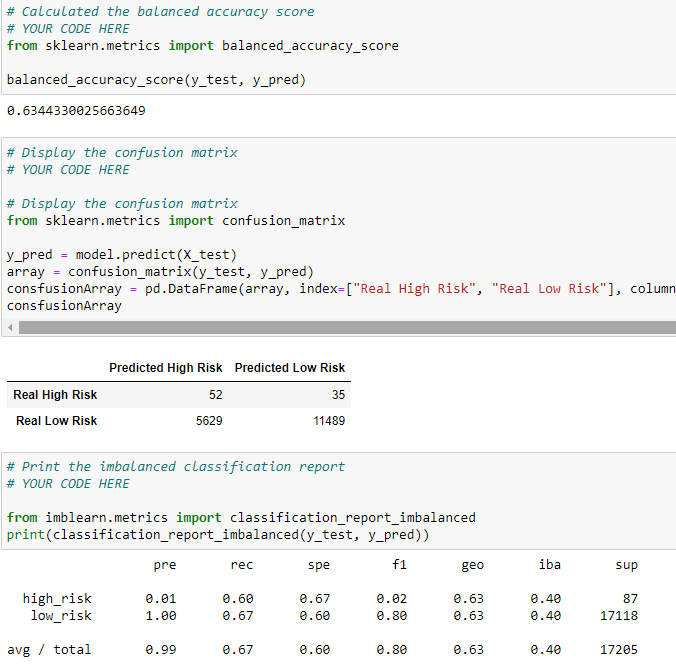 # Calculated the balanced accuracy score
# YOUR CODE HERE
from sklearn.metrics import balanced_accuracy_score
balanced_accuracy_score(y_test, y_pred)
0.6344330025663649
# Display the confusion matrix
# YOUR CODE HERE
# Display the confusion matrix
from sklearn.metrics import confusion_matrix
y_pred = model.predict(X_test)
array = confusion_matrix(y_test, y_pred)
consfusionArray = pd.DataFrame(array, index=["Real High Risk", "Real Low Risk"], column
consfusionArray
Predicted High Risk Predicted Low Risk
Real High Risk 52 35
Real Low Risk 5629 11489
# Print the imbalanced classification report
# YOUR CODE HERE
from imblearn.metrics import classification_report_imbalanced
print(classification_report_imbalanced(y_test, y_pred))
pre rec spe f1 geo iba sup
high_risk 0.01 0.60 0.67 0.02 0.63 0.40 87
low_risk 1.00 0.67 0.60 0.80 0.63 0.40 17118
avg / total 0.99 0.67 0.60 0.80 0.63 0.40 17205